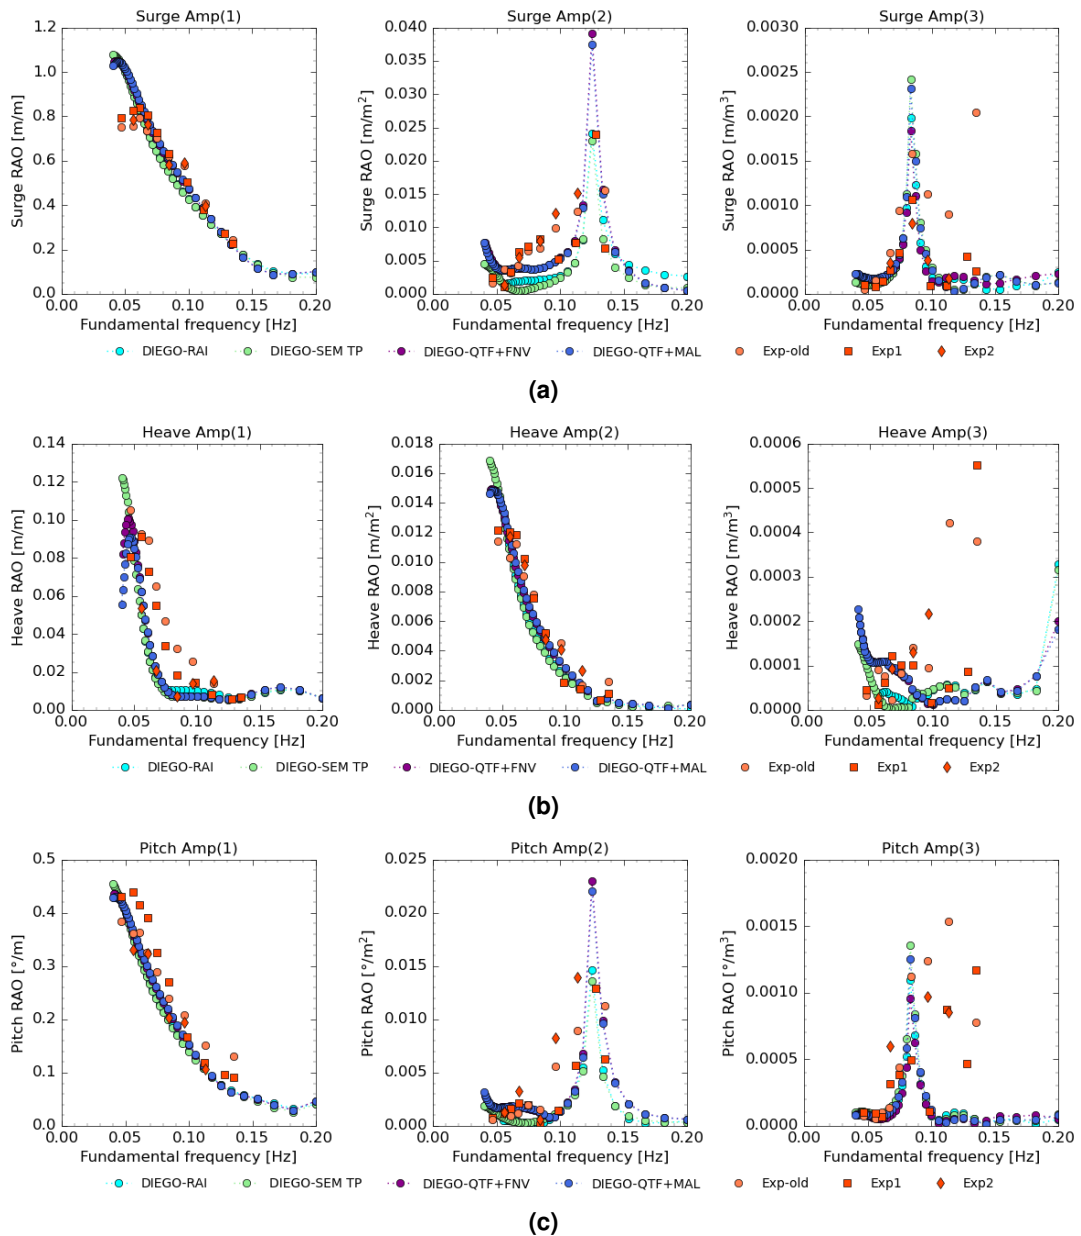 Surge Amp(1)
Surge Amp(2)
Surge Amp(3)
1.2
1.0
0.8
0.6
0.4
0.2
0.0
Surge RAO [m/m]
0.00 0.05 0.10 0.15 0.20
Fundamental frequency [Hz]
0.040
0.035
0.030
0.025
0.020
0.015
0.010
0.005
0.000
Surge RAO [m/m²]
0.00 0.05 0.10 0.15 0.20
Fundamental frequency [Hz]
0.0030
0.0025
0.0020
0.0015
0.0010
0.0005
0.0000
Surge RAO [m/m³]
0.00 0.05 0.10 0.15 0.20
Fundamental frequency [Hz]
DIEGO-RAI DIEGO-SEM TP DIEGO-QTF+FNV DIEGO-QTF+MAL Exp-old Exp1 Exp2
(a)
Heave Amp(1)
Heave Amp(2)
Heave Amp(3)
0.14
0.12
0.10
0.08
0.06
0.04
0.02
0.00
Heave RAO [m/m]
0.00 0.05 0.10 0.15 0.20
Fundamental frequency [Hz]
0.018
0.016
0.014
0.012
0.010
0.008
0.006
0.004
0.002
0.000
Heave RAO [m/m²]
0.00 0.05 0.10 0.15 0.20
Fundamental frequency [Hz]
0.0006
0.0005
0.0004
0.0003
0.0002
0.0001
0.0000
Heave RAO [m/m³]
0.00 0.05 0.10 0.15 0.20
Fundamental frequency [Hz]
DIEGO-RAI DIEGO-SEM TP DIEGO-QTF+FNV DIEGO-QTF+MAL Exp-old Exp1 Exp2
(b)
Pitch Amp(1)
Pitch Amp(2)
Pitch Amp(3)
0.5
0.4
0.3
0.2
0.1
0.0
Pitch RAO [°/m]
0.00 0.05 0.10 0.15 0.20
Fundamental frequency [Hz]
0.025
0.020
0.015
0.010
0.005
0.000
Pitch RAO [°/m²]
0.00 0.05 0.10 0.15 0.20
Fundamental frequency [Hz]
0.0020
0.0015
0.0010
0.0005
0.0000
Pitch RAO [°/m³]
0.00 0.05 0.10 0.15 0.20
Fundamental frequency [Hz]
DIEGO-RAI DIEGO-SEM TP DIEGO-QTF+FNV DIEGO-QTF+MAL Exp-old Exp1 Exp2
(c)